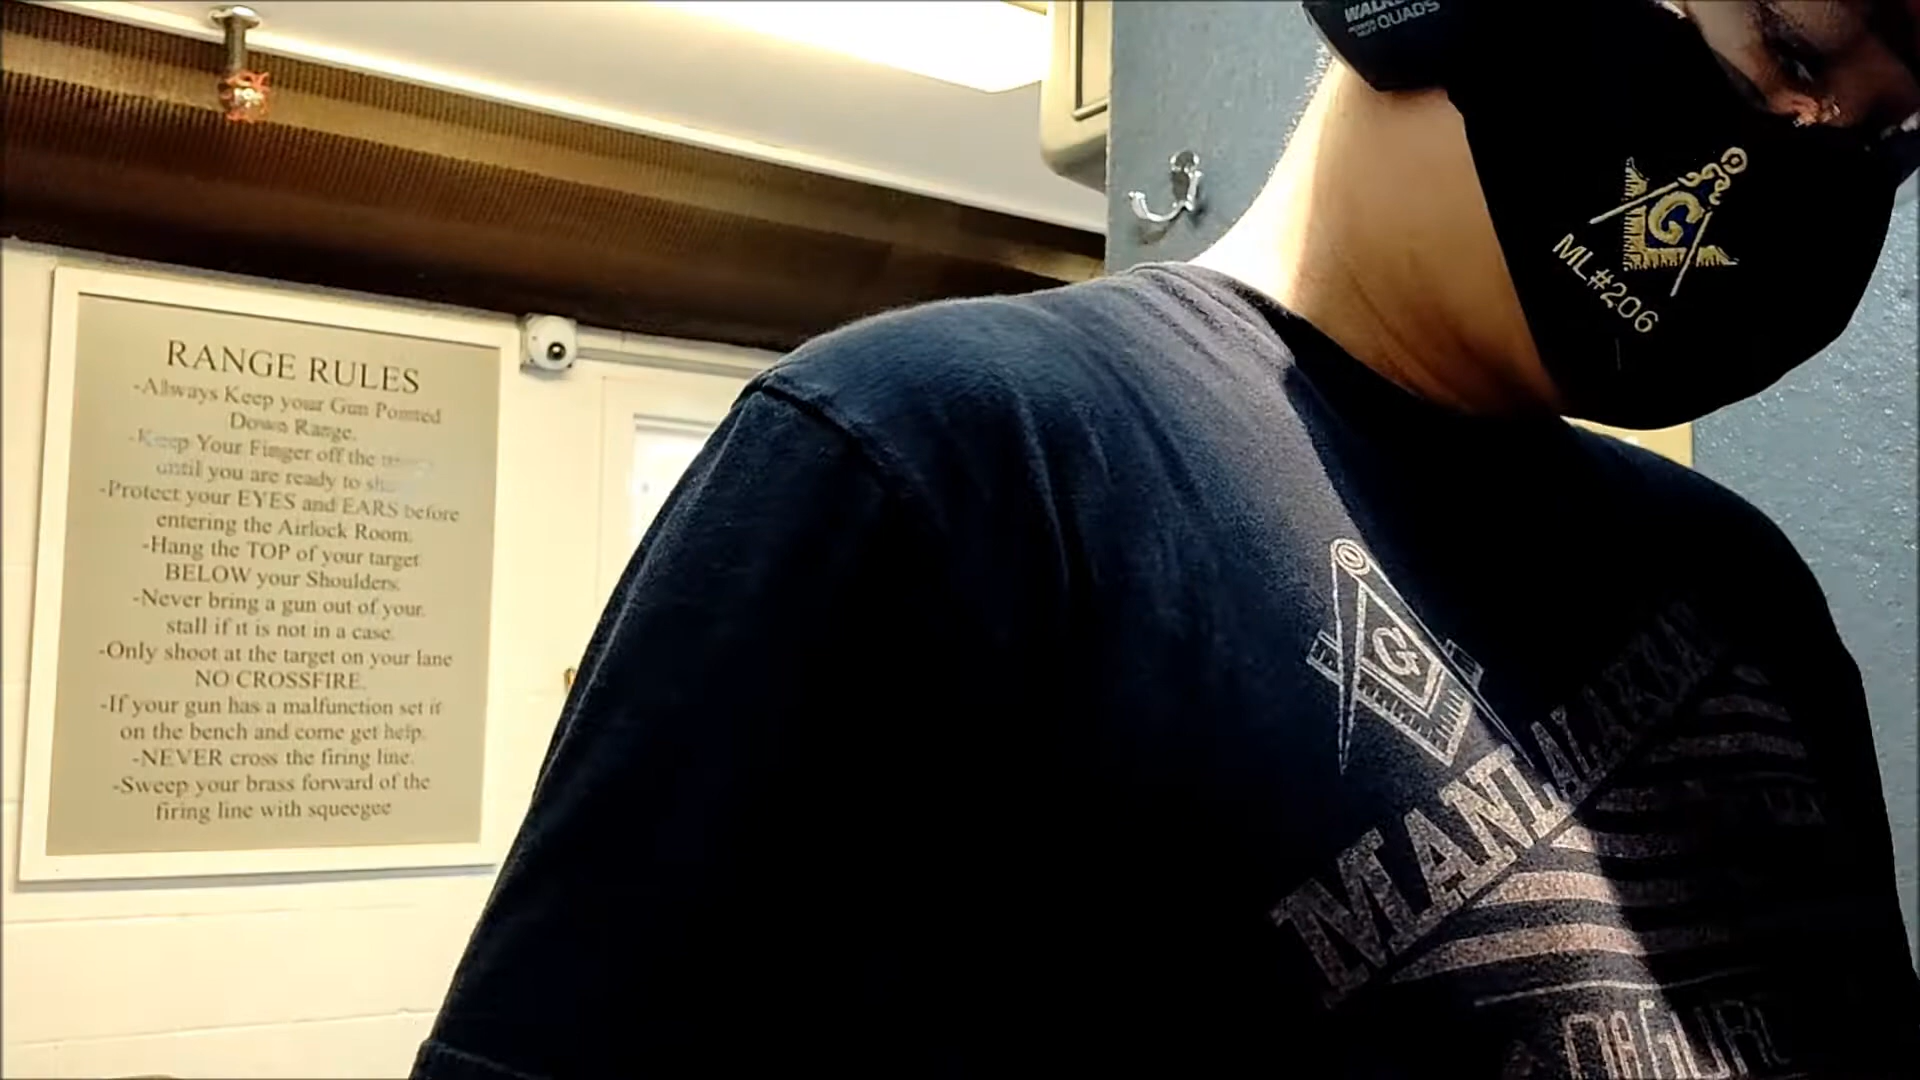 RANGE RULES
-Always Keep your Gun Pointed
Down Range.
-Keep Your Finger off the
until you are ready to
-Protect your EYES and EARS before
entering the Airlock Room.
-Hang the TOP of your target
BELOW your Shoulders.
-Never bring a gun out of your
stall if it is not in a case.
-Only shoot at the target on your lane
NO CROSSFIRE.
-If your gun has a malfunction set it
on the bench and come get help.
-NEVER cross the firing line.
-Sweep your brass forward of the
firing line with squeegee
QUADS
G
ML#206
G